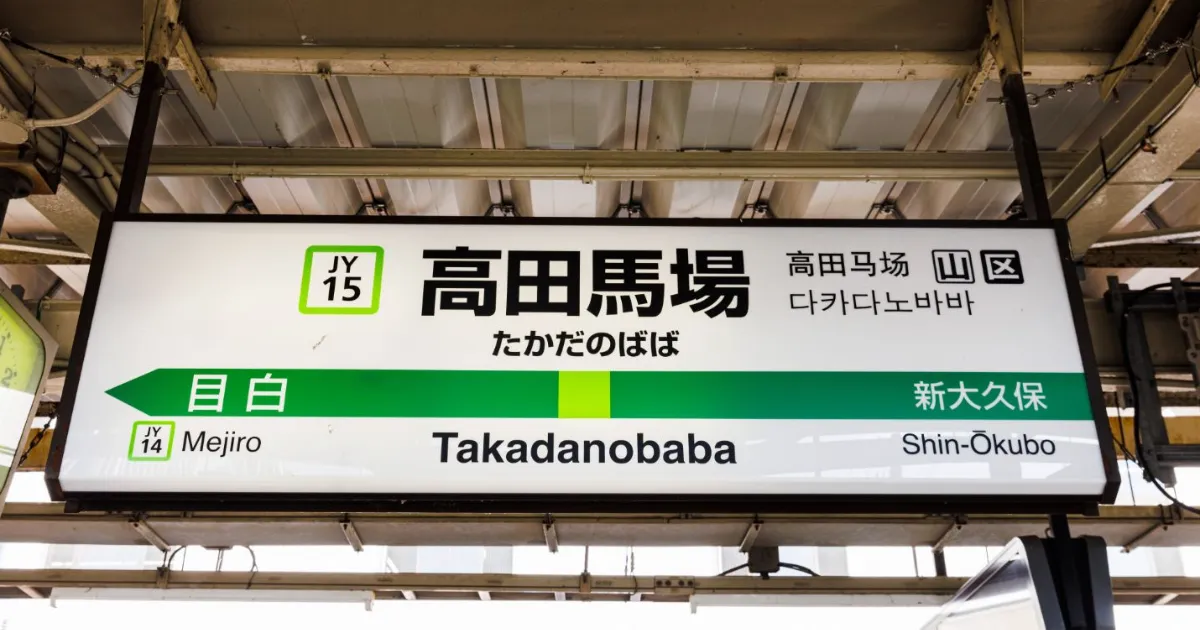 JY
15
高田馬場
たかだのばば
高田马场
다카다노바바
山 区
目白
新大久保
JY
14
Mejiro
Takadanobaba
Shin-Ōkubo
2